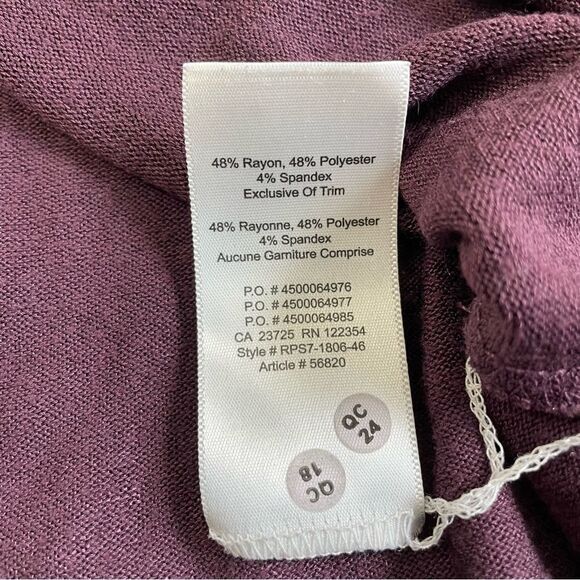 48% Rayon, 48% Polyester
4% Spandex
Exclusive Of Trim
48% Rayonne, 48% Polyester
4% Spandex
Aucune Garniture Comprise
P.O. # 4500064976
P.O. # 4500064977
P.O. # 4500064985
CA 23725 RN 122354
Style # RPS7-1806-46
Article # 56820
QC
24
QC
18